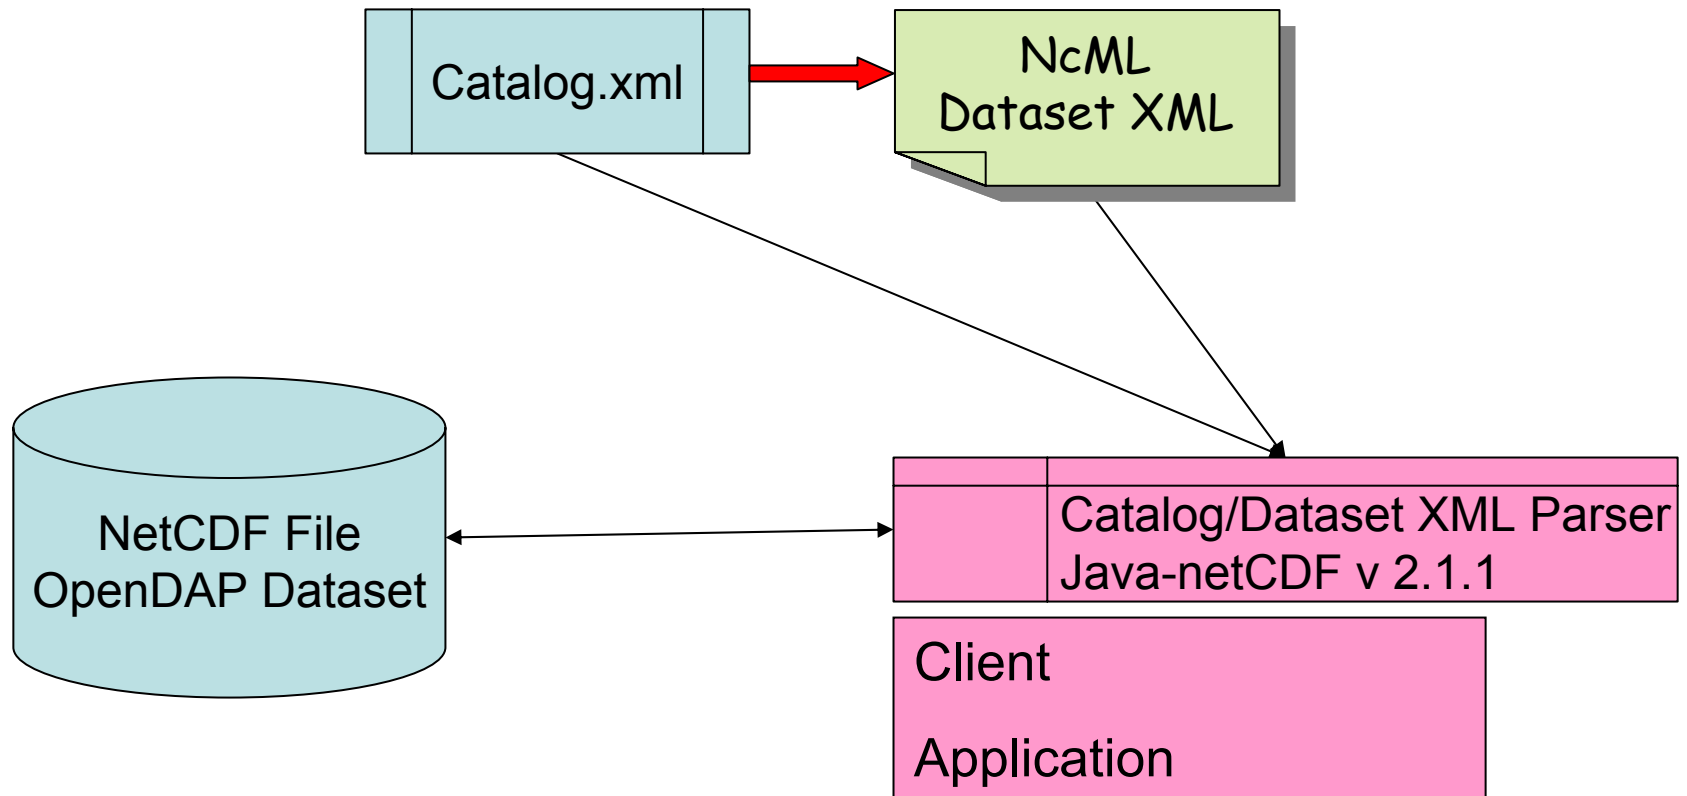 Catalog.xml
NcML
Dataset XML
NetCDF File
OpenDAP Dataset
Catalog/Dataset XML Parser
Java-netCDF v 2.1.1
Client
Application